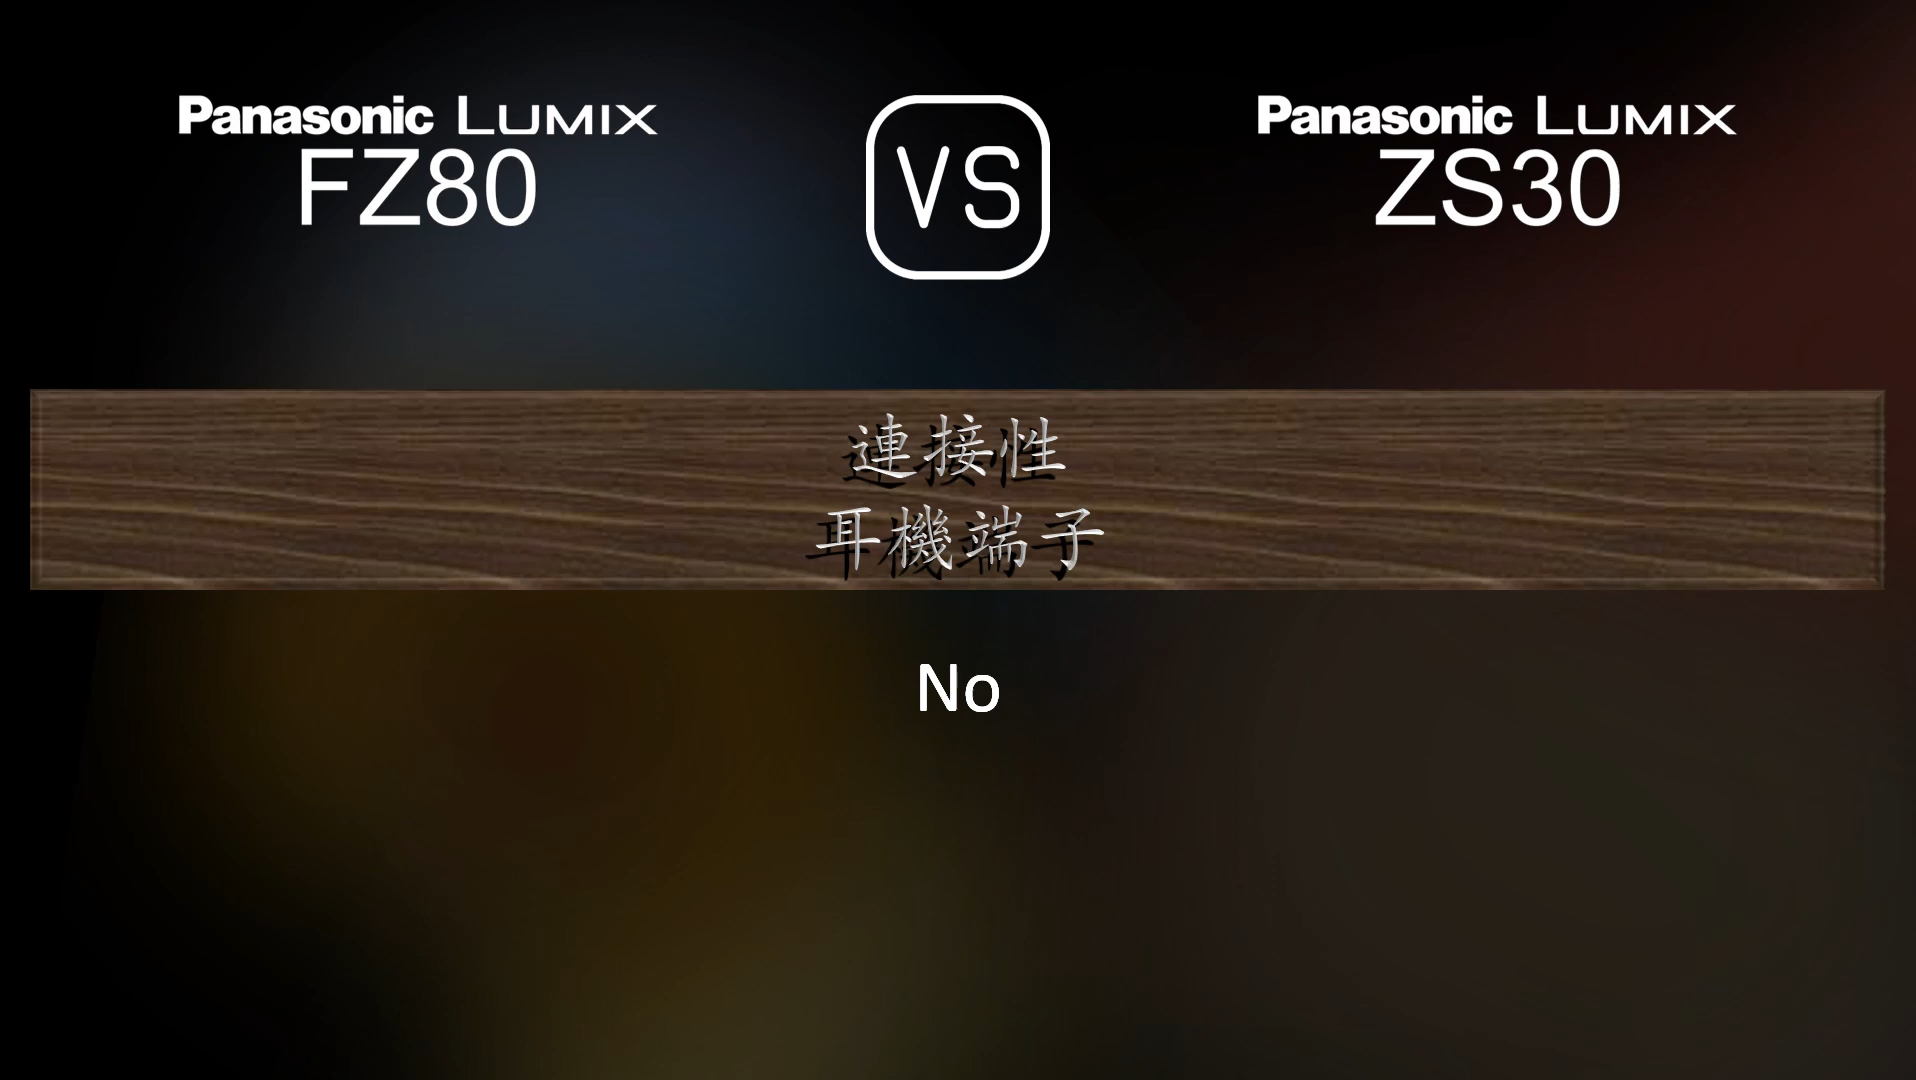 Panasonic LUMIX
FZ80
VS
Panasonic LUMIX
ZS30
連接性
耳機端子
No